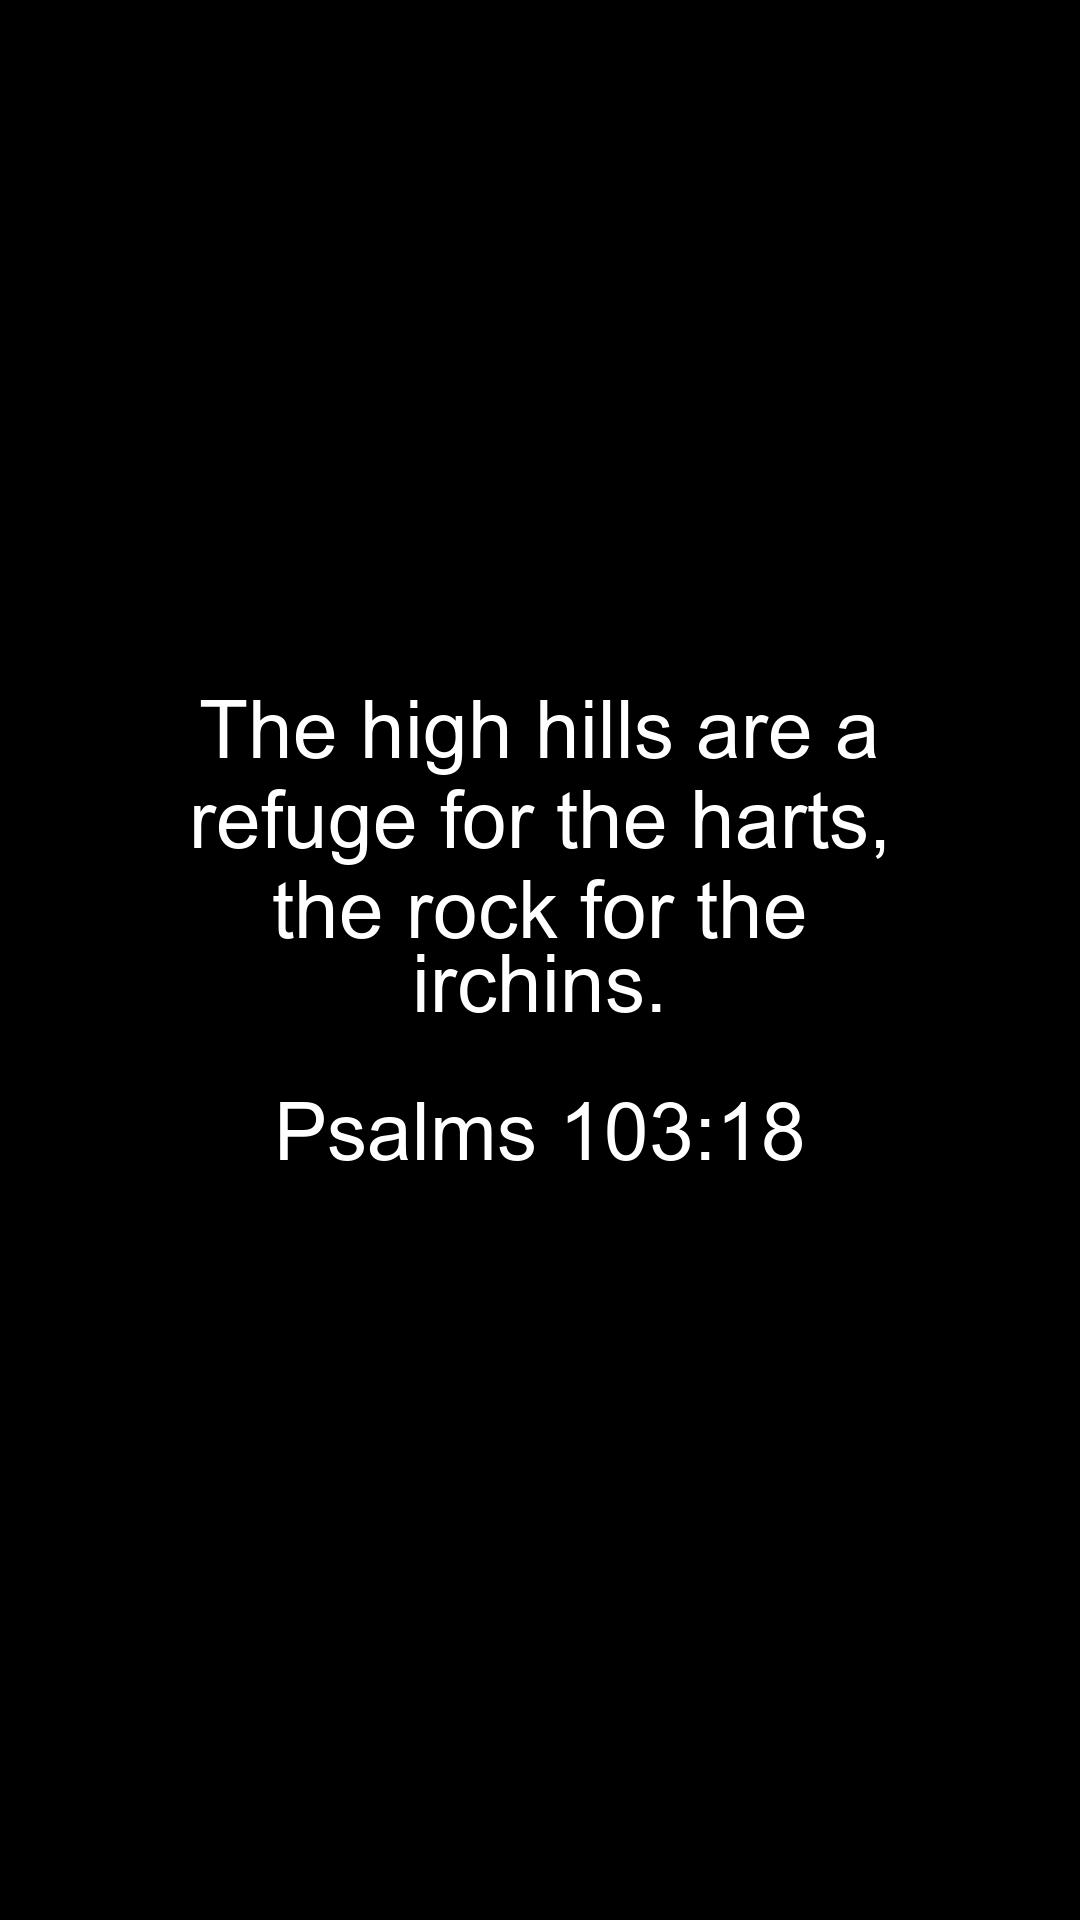 The high hills are a
refuge for the harts,
the rock for the
irchins.
Psalms 103:18